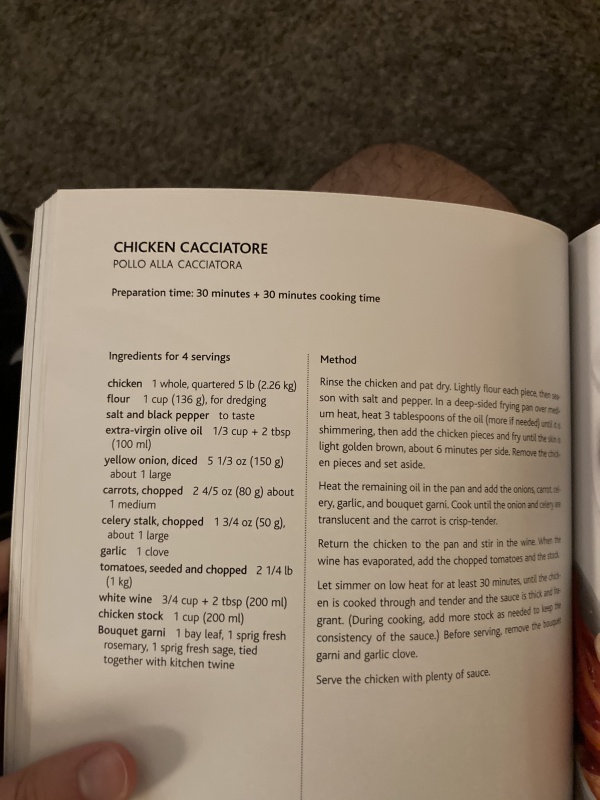 CHICKEN CACCIATORE
POLLO ALLA CACCIATORA
Preparation time: 30 minutes + 30 minutes cooking time
Ingredients for 4 servings
chicken 1 whole, quartered 5 lb (2.26 kg)
flour 1 cup (136 g), for dredging
salt and black pepper to taste
extra-virgin olive oil 1/3 cup + 2 tbsp
(100 ml)
yellow onion, diced 5 1/3 oz (150 g)
about 1 large
carrots, chopped 2 4/5 oz (80 g) about
1 medium
celery stalk, chopped 1 3/4 oz (50 g),
about 1 large
garlic 1 clove
tomatoes, seeded and chopped 2 1/4 lb
(1 kg)
white wine 3/4 cup + 2 tbsp (200 ml)
chicken stock 1 cup (200 ml)
Bouquet garni 1 bay leaf, 1 sprig fresh
rosemary, 1 sprig fresh sage, tied
together with kitchen twine
Method
Rinse the chicken and pat dry. Lightly flour each piece, then sea-
son with salt and pepper. In a deep-sided frying pan over medi-
um heat, heat 3 tablespoons of the oil (more if needed) until it is
shimmering, then add the chicken pieces and fry until the skin is
light golden brown, about 6 minutes per side. Remove the chick-
en pieces and set aside.
Heat the remaining oil in the pan and add the onions, carrot, cel-
ery, garlic, and bouquet garni. Cook until the onion and celery are
translucent and the carrot is crisp-tender.
Return the chicken to the pan and stir in the wine. When the
wine has evaporated, add the chopped tomatoes and the stock.
Let simmer on low heat for at least 30 minutes, until the chick-
en is cooked through and tender and the sauce is thick and fra-
grant. (During cooking, add more stock as needed to keep the
consistency of the sauce.) Before serving, remove the bouquet
garni and garlic clove.
Serve the chicken with plenty of sauce.